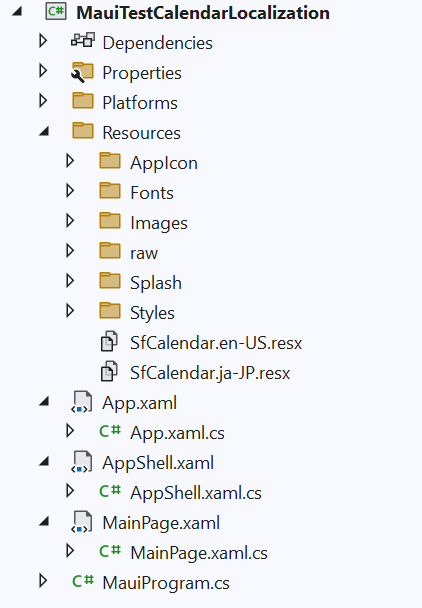 C# MauiTestCalendarLocalization
Dependencies
Properties
Platforms
Resources
AppIcon
Fonts
Images
raw
Splash
Styles
SfCalendar.en-US.resx
SfCalendar.ja-JP.resx
App.xaml
C# App.xaml.cs
AppShell.xaml
C# AppShell.xaml.cs
MainPage.xaml
C# MainPage.xaml.cs
C# MauiProgram.cs